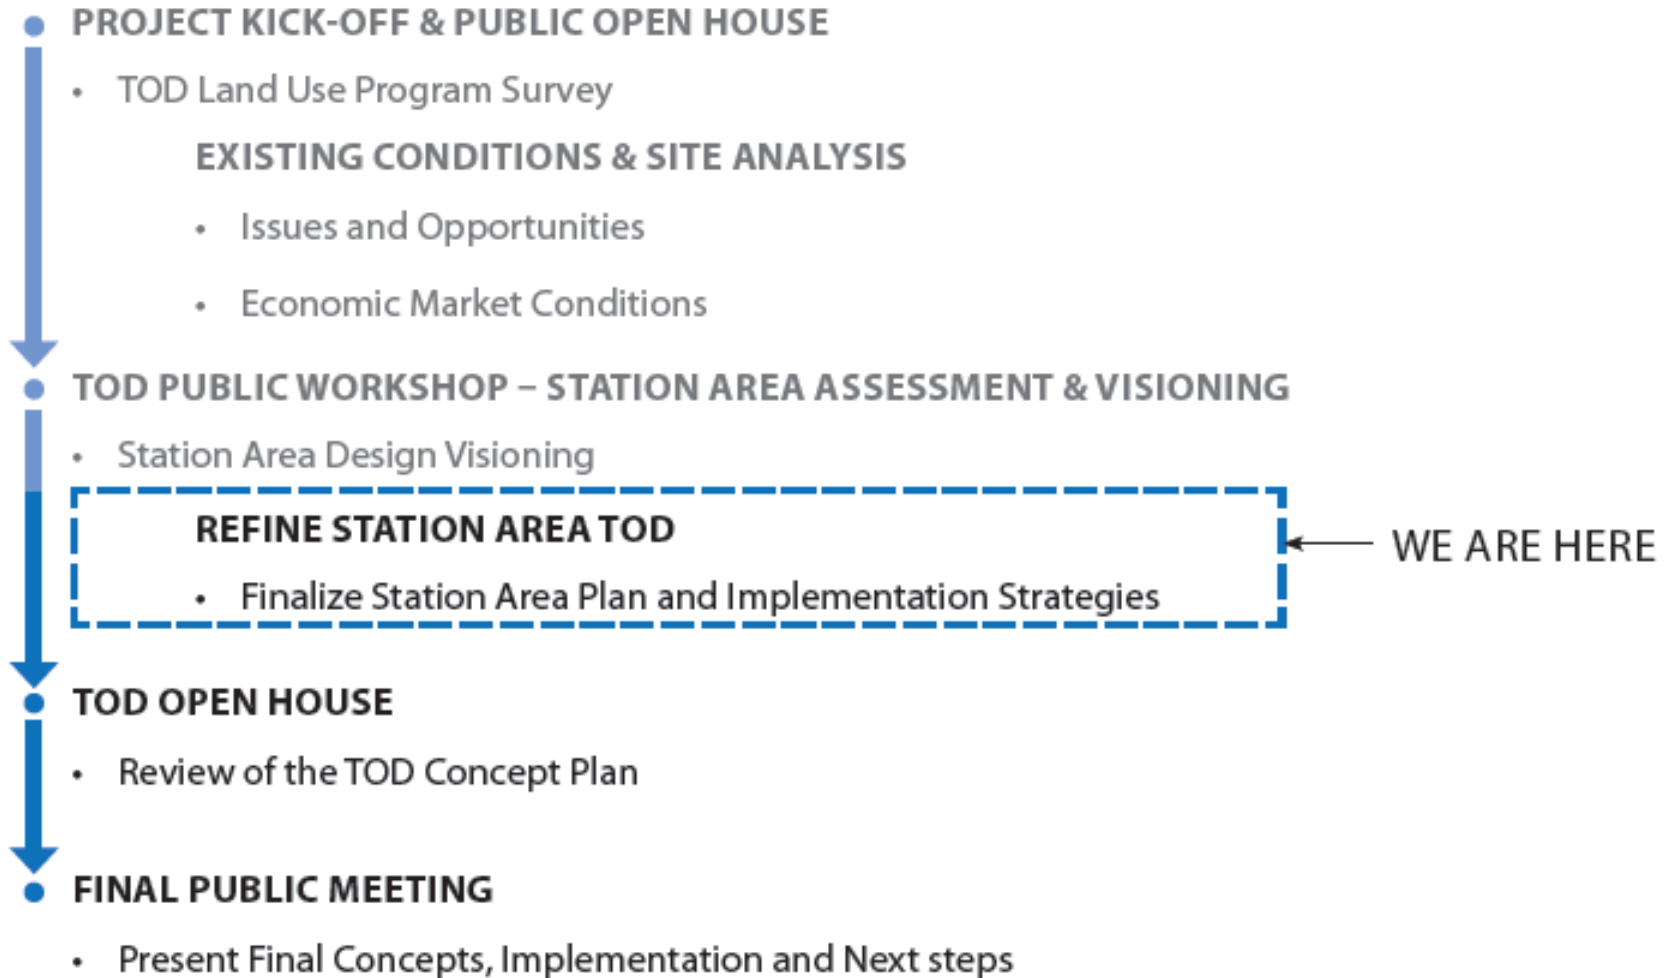 PROJECT KICK-OFF & PUBLIC OPEN HOUSE
• TOD Land Use Program Survey
EXISTING CONDITIONS & SITE ANALYSIS
• Issues and Opportunities
• Economic Market Conditions
TOD PUBLIC WORKSHOP – STATION AREA ASSESSMENT & VISIONING
• Station Area Design Visioning
REFINE STATION AREA TOD
WE ARE HERE
• Finalize Station Area Plan and Implementation Strategies
TOD OPEN HOUSE
• Review of the TOD Concept Plan
FINAL PUBLIC MEETING
• Present Final Concepts, Implementation and Next steps